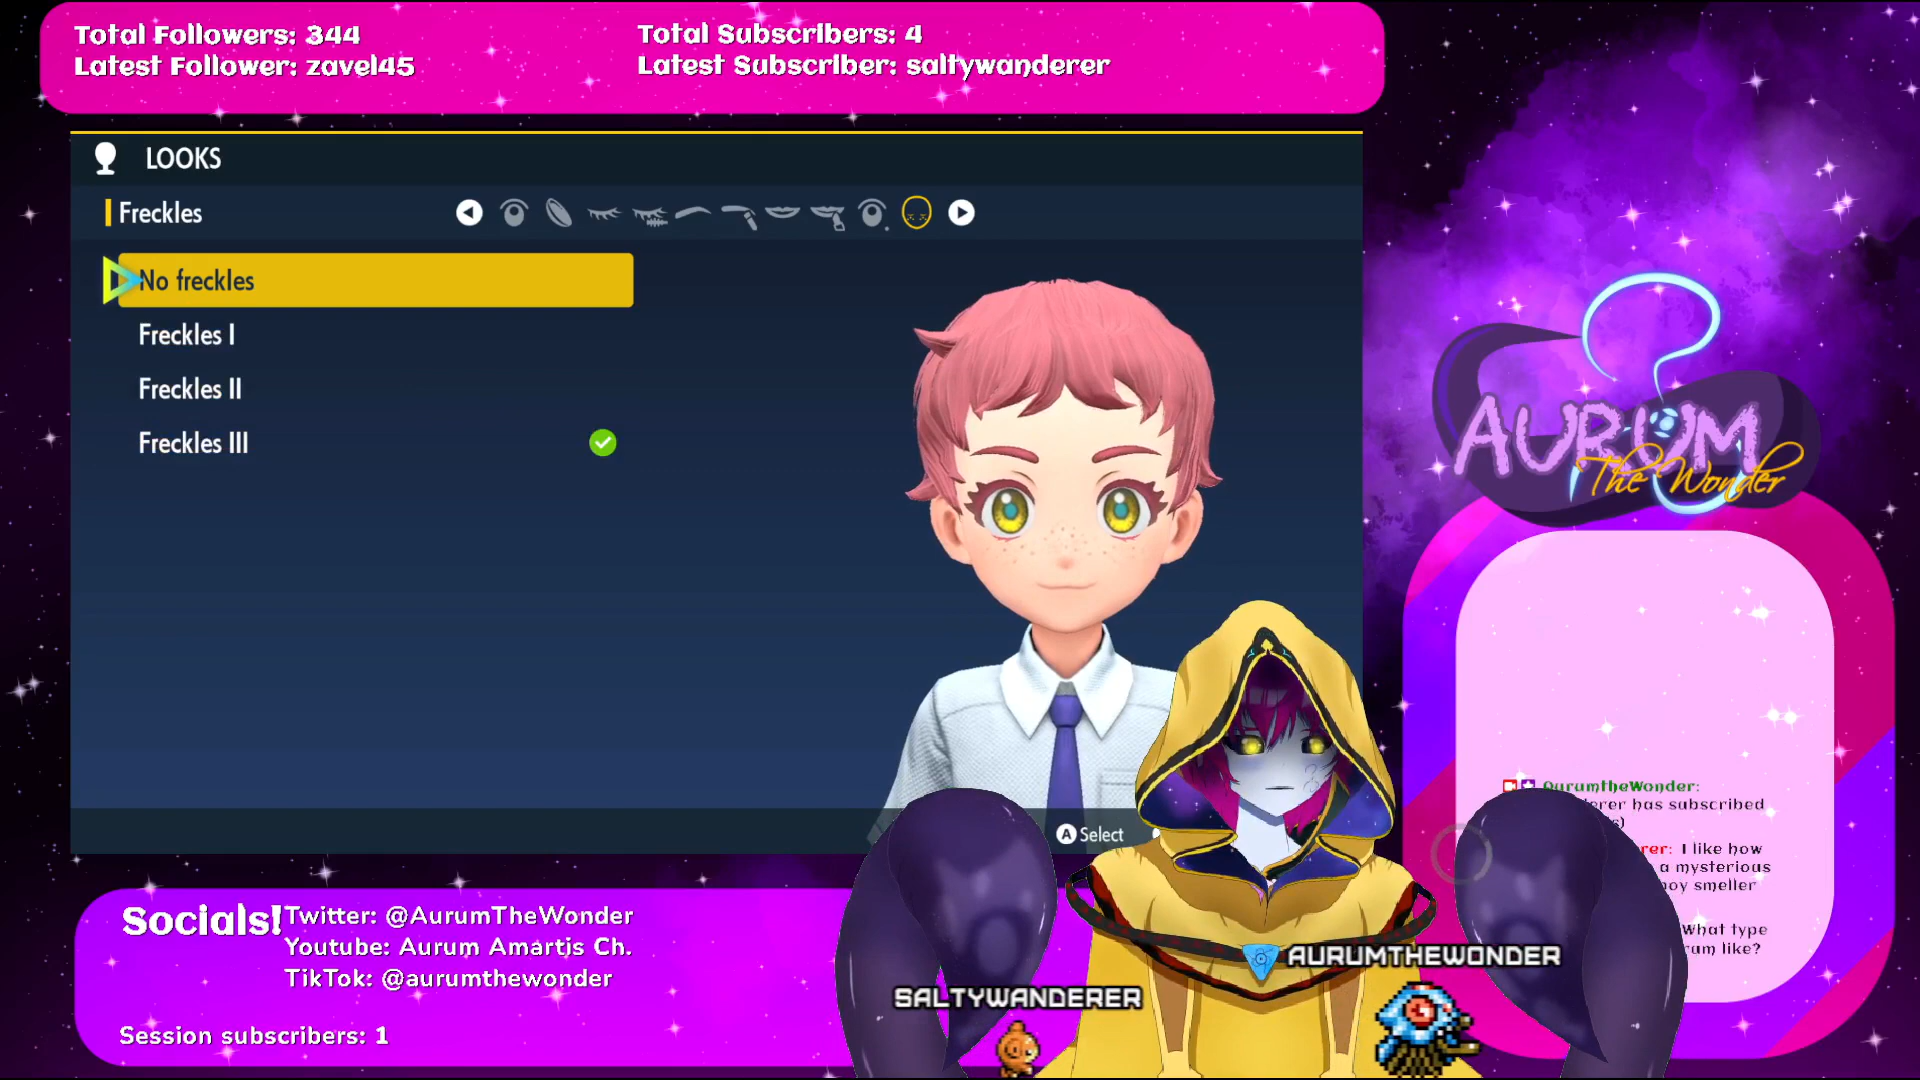 Total Followers: 344
Latest Follower: zavel45
Total Subscribers: 4
Latest Subscriber: saltywanderer
LOOKS
Freckles
No freckles
Freckles I
Freckles II
Freckles III
A Select
AURUM
The Wonder
AurumtheWonder:
has subscribed
I like how
a mysterious
smeller
What type
like?
Socials!
Twitter: @AurumTheWonder
Youtube: Aurum Amartis Ch.
TikTok: @aurumthewonder
Session subscribers: 1
AURUMTHEWONDER
SALTYWANDERER